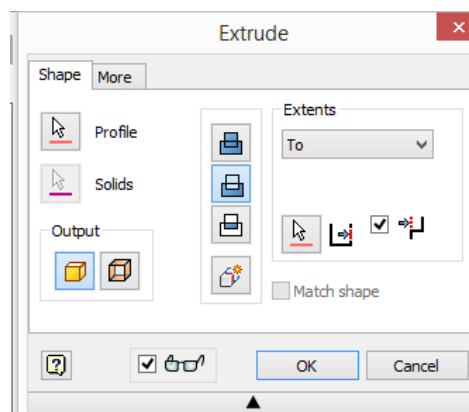 Extrude
Shape
More
Profile
Solids
Output
Extents
To
Match shape
OK
Cancel